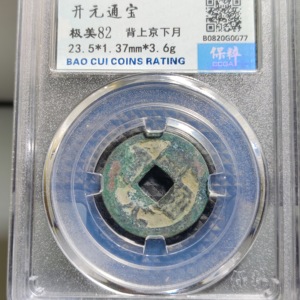 开元通宝
极美82 背上京下月
23.5*1.37mm*3.6g
BAO CUI COINS RATING
B0820G0G77
保粹